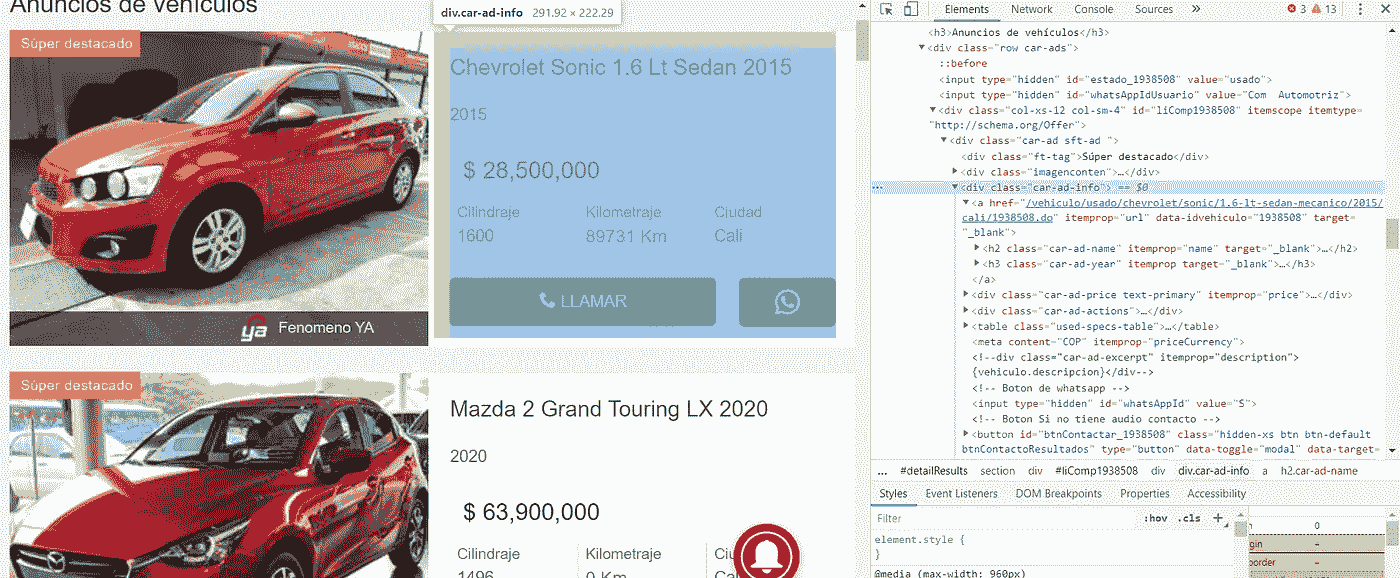 Anuncios de vehículos
div.car-ad-info 291.92 × 222.29
Súper destacado
Chevrolet Sonic 1.6 Lt Sedan 2015
2015
$ 28,500,000
Cilindraje Kilometraje Ciudad
1600 89731 Km Cali
LLAMAR
ya Fenomeno YA
Súper destacado
Mazda 2 Grand Touring LX 2020
2020
$ 63,900,000
Cilindraje Kilometraje
1496 0 Km
Elements Network Console Sources » 3 13
<h3>Anuncios de vehículos</h3>
<div class="row car-ads">
::before
<input type="hidden" id="estado_1938508" value="usado">
<input type="hidden" id="whatsAppIdUsuario" value="Com  Automotriz">
<div class="col-xs-12 col-sm-4" id="liComp1938508" itemscope itemtype=
"http://schema.org/Offer">
<div class="car-ad sft-ad ">
<div class="ft-tag">Súper destacado</div>
<div class="imagenconten">…</div>
<div class="car-ad-info"> == $0
<a href="/vehiculo/usado/chevrolet/sonic/1.6-lt-sedan-mecanico/2015/
cali/1938508.do" itemprop="url" data-idvehiculo="1938508" target=
"_blank">
<h2 class="car-ad-name" itemprop="name" target="_blank">…</h2>
<h3 class="car-ad-year" itemprop target="_blank">…</h3>
</a>
<div class="car-ad-price text-primary" itemprop="price">…</div>
<div class="car-ad-actions">…</div>
<table class="used-specs-table">…</table>
<meta content="COP" itemprop="priceCurrency">
<!--div class="car-ad-excerpt" itemprop="description">
{vehiculo.descripcion}</div-->
<!-- Boton de whatsapp -->
<input type="hidden" id="whatsAppId" value="S">
<!-- Boton Si no tiene audio contacto -->
<button id="btnContactar_1938508" class="hidden-xs btn btn-default
btnContactoResultados" type="button" data-toggle="modal" data-target=
... #detailResults section div #liComp1938508 div div.car-ad-info a h2.car-ad-name
Styles Event Listeners DOM Breakpoints Properties Accessibility
Filter :hov .cls +
element.style {
}
@media (max-width: 960px)
0
gin –
border –